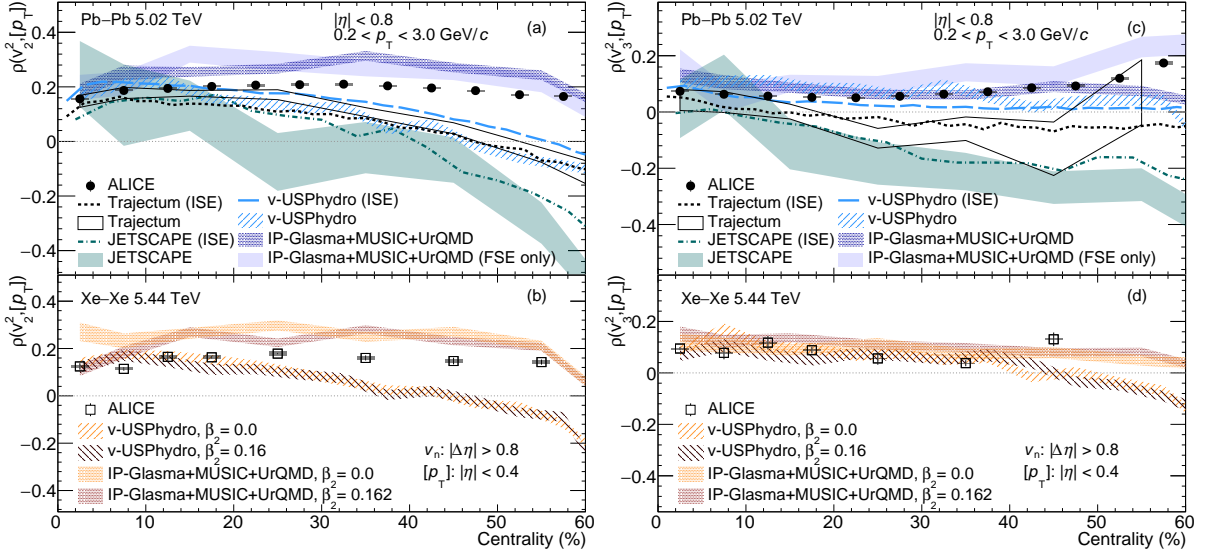 Pb−Pb 5.02 TeV
|η| < 0.8
(a)
0.2 < p_T < 3.0 GeV/c
ρ(v_2^2,[p_T])
0.4
0.2
0
−0.2
−0.4
ALICE
Trajectum (ISE)
Trajectum
JETSCAPE (ISE)
JETSCAPE
v-USPhydro (ISE)
v-USPhydro
IP-Glasma+MUSIC+UrQMD
IP-Glasma+MUSIC+UrQMD (FSE only)
Xe−Xe 5.44 TeV
(b)
ρ(v_2^2,[p_T])
0.4
0.2
0
−0.2
−0.4
ALICE
v-USPhydro, β_2 = 0.0
v-USPhydro, β_2 = 0.16
IP-Glasma+MUSIC+UrQMD, β_2 = 0.0
IP-Glasma+MUSIC+UrQMD, β_2 = 0.162
v_n: |Δη| > 0.8
[p_T]: |η| < 0.4
0 10 20 30 40 50 60
Centrality (%)
Pb−Pb 5.02 TeV
|η| < 0.8
(c)
0.2 < p_T < 3.0 GeV/c
ρ(v_3^2,[p_T])
0.4
0.2
0
−0.2
−0.4
ALICE
Trajectum (ISE)
Trajectum
JETSCAPE (ISE)
JETSCAPE
v-USPhydro (ISE)
v-USPhydro
IP-Glasma+MUSIC+UrQMD
IP-Glasma+MUSIC+UrQMD (FSE only)
Xe−Xe 5.44 TeV
(d)
ρ(v_3^2,[p_T])
0.4
0.2
0
−0.2
−0.4
ALICE
v-USPhydro, β_2 = 0.0
v-USPhydro, β_2 = 0.16
IP-Glasma+MUSIC+UrQMD, β_2 = 0.0
IP-Glasma+MUSIC+UrQMD, β_2 = 0.162
v_n: |Δη| > 0.8
[p_T]: |η| < 0.4
0 10 20 30 40 50 60
Centrality (%)